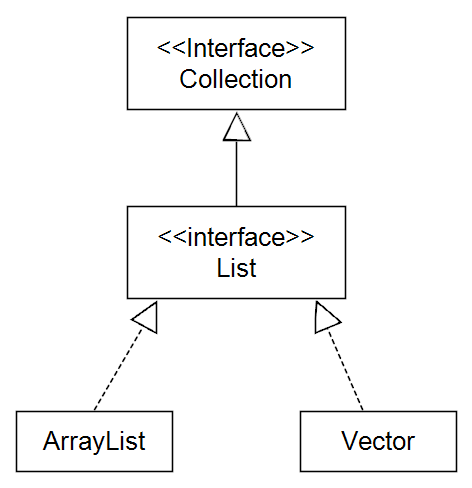 <<Interface>>
Collection
<<interface>>
List
ArrayList
Vector